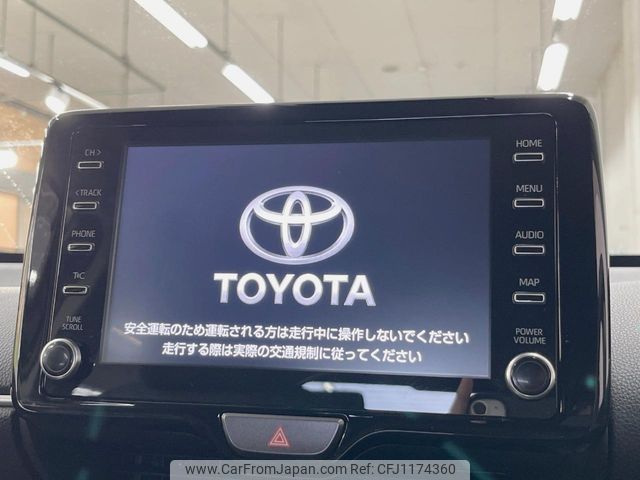 CH>
<TRACK
PHONE
T･C
TUNE
SCROLL
HOME
MENU
AUDIO
MAP
POWER
VOLUME
TOYOTA
安全運転のため運転される方は走行中に操作しないでください
走行する際は実際の交通規制に従ってください
www.CarFromJapan.com - CFJ1174360